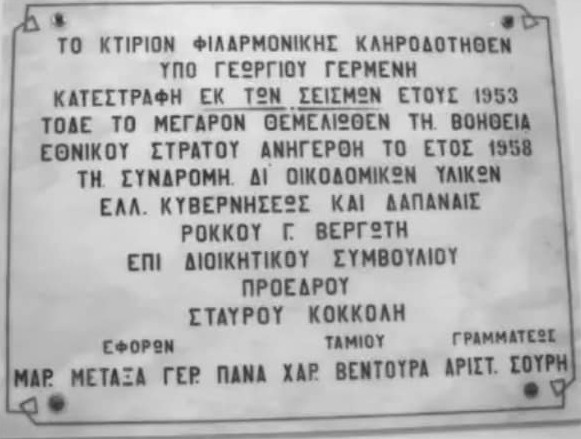 ΤΟ ΚΤΙΡΙΟΝ ΦΙΛΑΡΜΟΝΙΚΗΣ ΚΛΗΡΟΔΟΤΗΘΕΝ
ΥΠΟ ΓΕΩΡΓΙΟΥ ΓΕΡΜΕΝΗ
ΚΑΤΕΣΤΡΑΦΗ ΕΚ ΤΩΝ ΣΕΙΣΜΩΝ ΕΤΟΥΣ 1953
ΤΟΔΕ ΤΟ ΜΕΓΑΡΟΝ ΘΕΜΕΛΙΩΘΕΝ ΤΗ. ΒΟΗΘΕΙΑ
ΕΘΝΙΚΟΥ ΣΤΡΑΤΟΥ ΑΝΗΓΕΡΘΗ ΤΟ ΕΤΟΣ 1958
ΤΗ. ΣΥΝΔΡΟΜΗ. ΔΙ ΟΙΚΟΔΟΜΙΚΩΝ ΥΛΙΚΩΝ
ΕΛΛ. ΚΥΒΕΡΝΗΣΕΩΣ ΚΑΙ ΔΑΠΑΝΑΙΣ
ΡΟΚΚΟΥ Γ. ΒΕΡΓΩΤΗ
ΕΠΙ ΔΙΟΙΚΗΤΙΚΟΥ ΣΥΜΒΟΥΛΙΟΥ
ΠΡΟΕΔΡΟΥ
ΣΤΑΥΡΟΥ ΚΟΚΚΟΛΗ
ΕΦΟΡΩΝ ΤΑΜΙΟΥ ΓΡΑΜΜΑΤΕΩΣ
ΜΑΡ. ΜΕΤΑΞΑ ΓΕΡ. ΠΑΝΑ ΧΑΡ. ΒΕΝΤΟΥΡΑ ΑΡΙΣΤ. ΣΟΥΡΗ